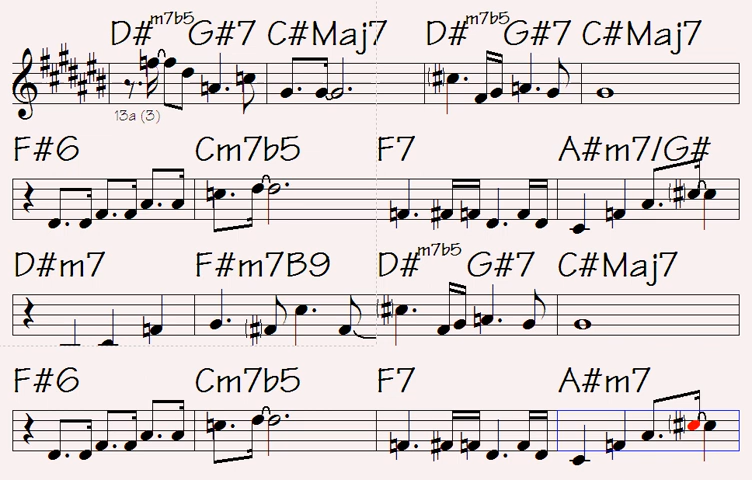 D#m7b5 G#7 C#Maj7 D#m7b5 G#7 C#Maj7
13a (3)
F#6 Cm7b5 F7 A#m7/G#
D#m7 F#m7B9 D#m7b5 G#7 C#Maj7
F#6 Cm7b5 F7 A#m7